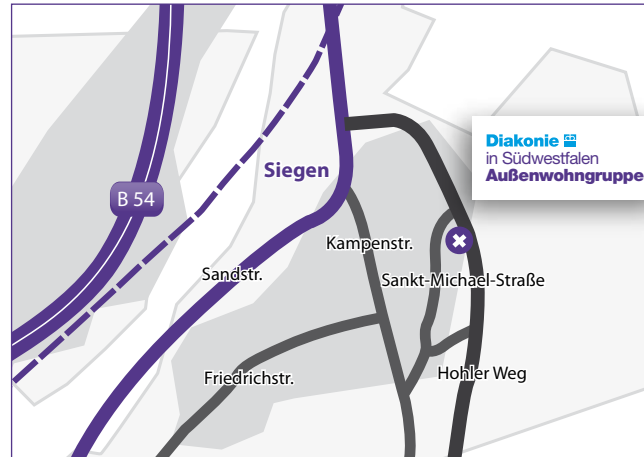 Diakonie
in Südwestfalen
Außenwohngruppe
Siegen
B 54
Kampenstr.
Sandstr.
Sankt-Michael-Straße
Friedrichstr.
Hohler Weg